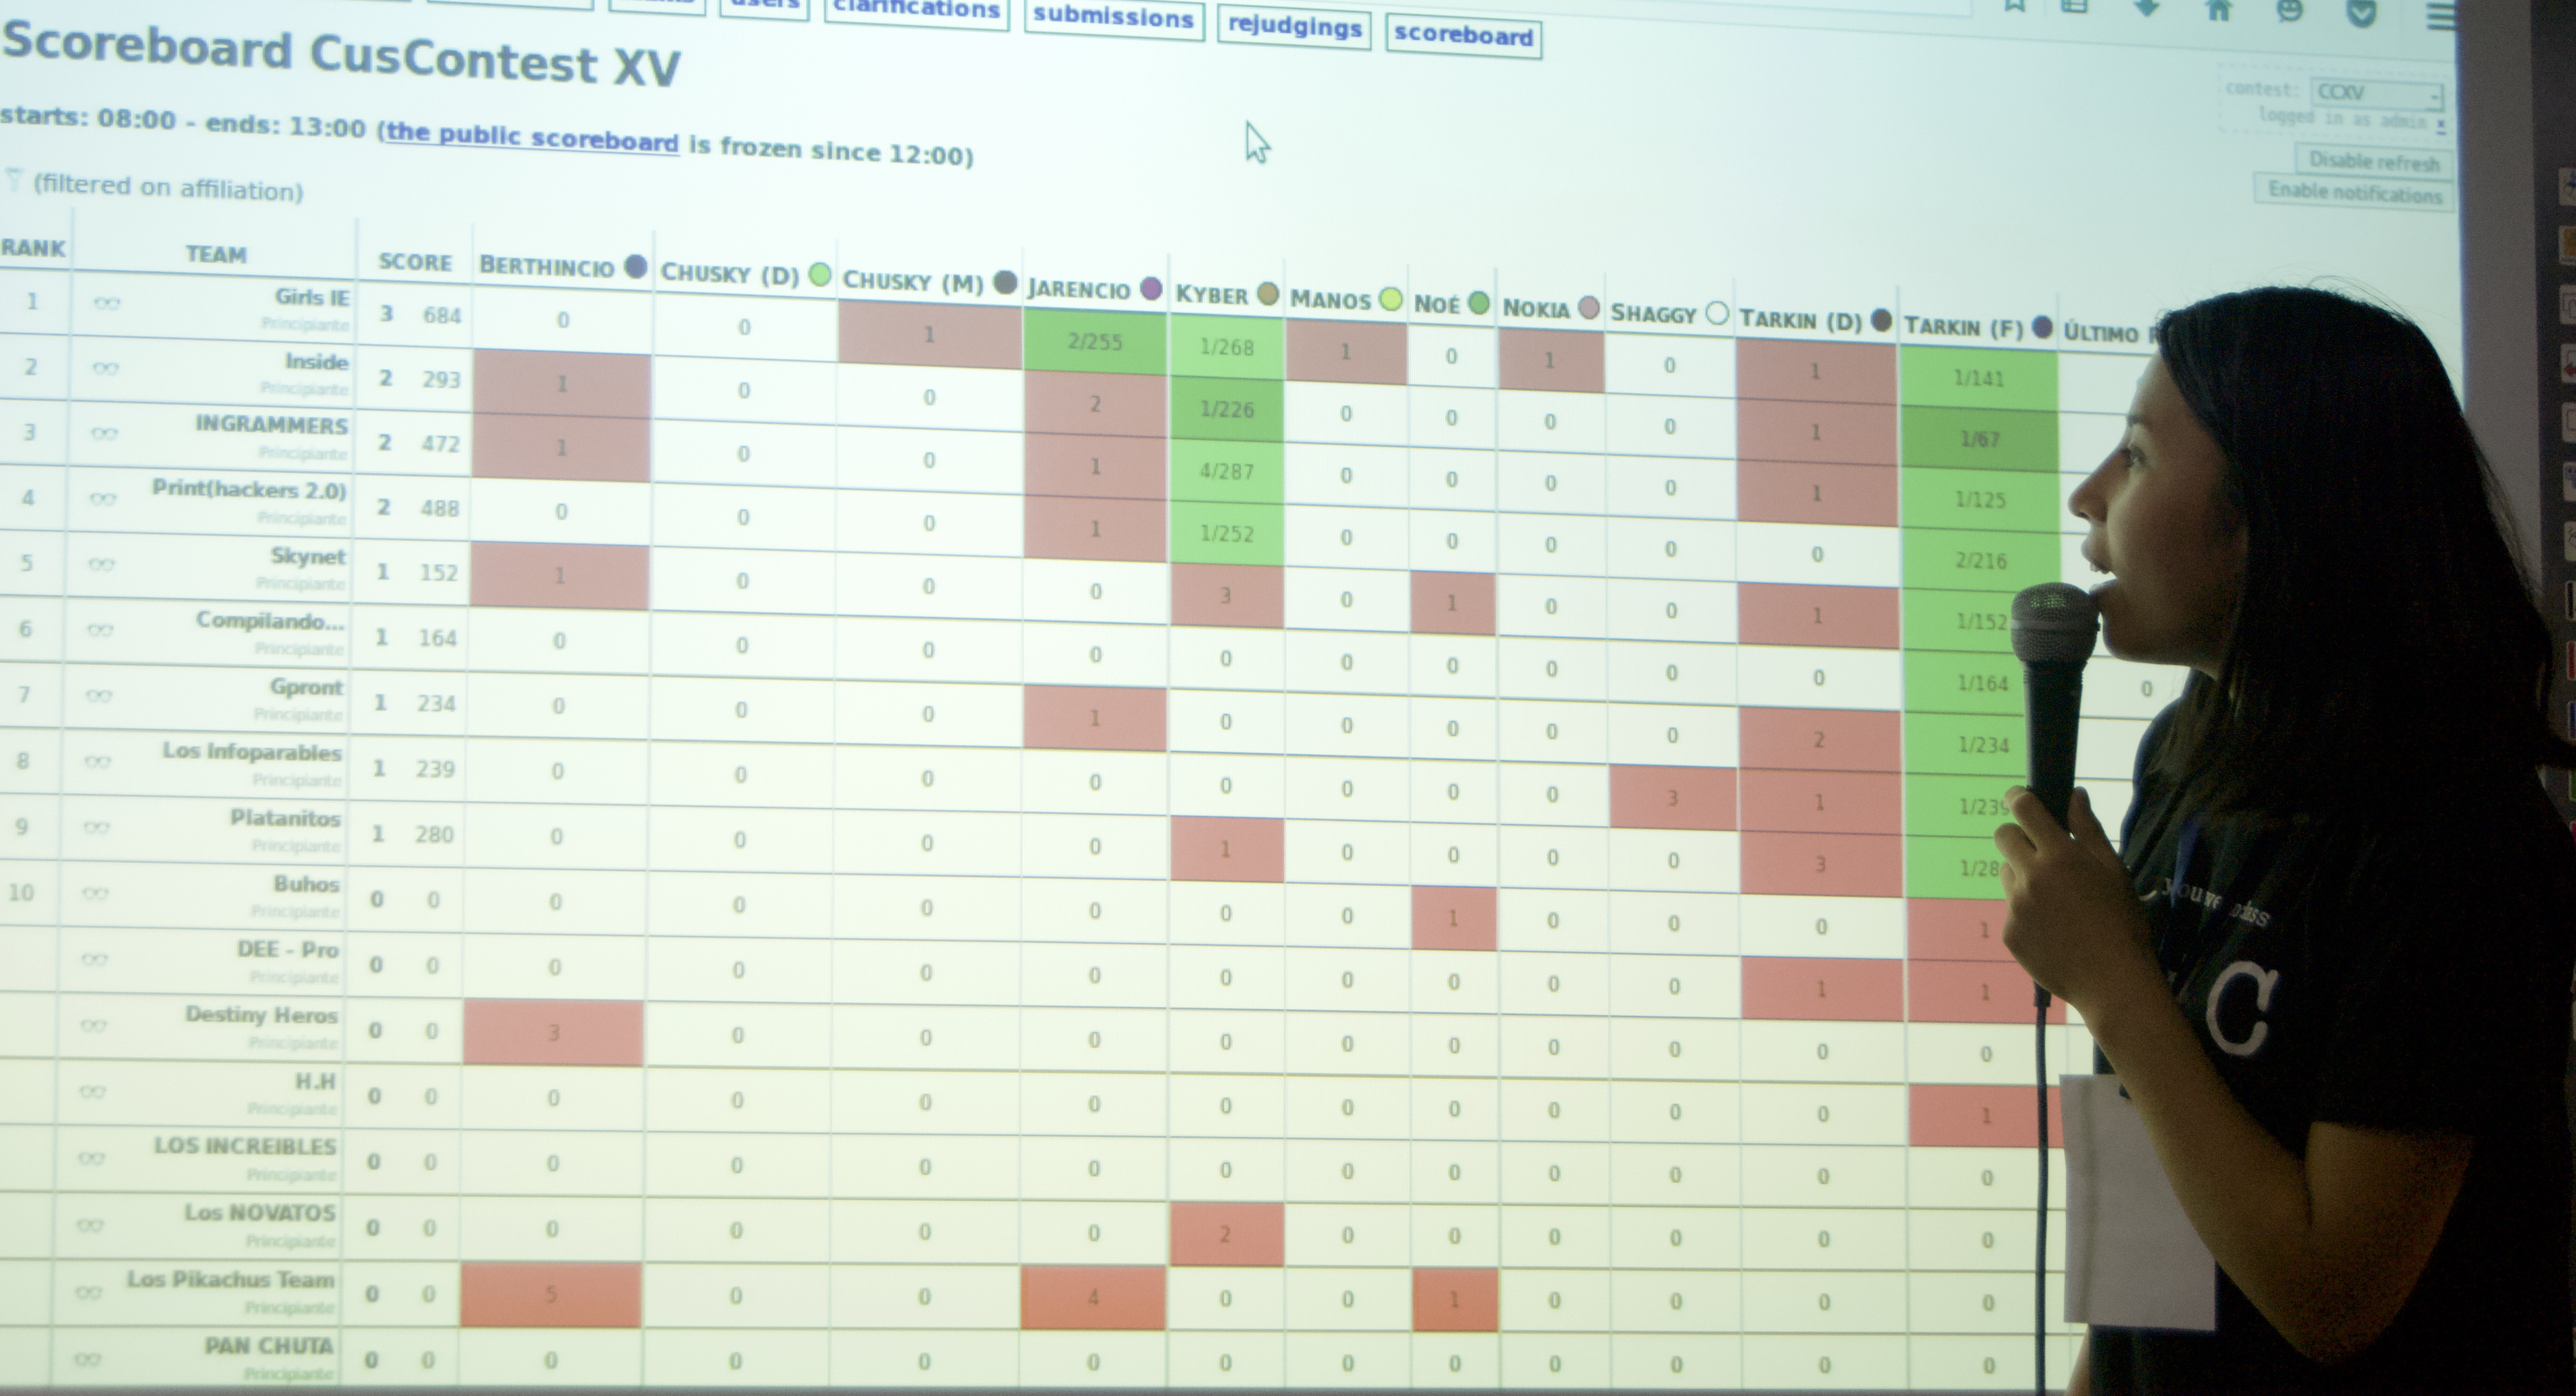 users clarifications submissions rejudgings scoreboard
Scoreboard CusContest XV
contest: CCXV
logged in as admin x
starts: 08:00 - ends: 13:00 (the public scoreboard is frozen since 12:00)
Disable refresh
Enable notifications
(filtered on affiliation)
RANK TEAM SCORE BERTHINCIO CHUSKY (D) CHUSKY (M) JARENCIO KYBER MANOS NOÉ NOKIA SHAGGY TARKIN (D) TARKIN (F) ÚLTIMO
1 Girls IE 3 684 0 0 1 2/255 1/268 1 0 1 0 1 1/141
Principiante
2 Inside 2 293 1 0 0 2 1/226 0 0 0 0 1 1/67
Principiante
3 INGRAMMERS 2 472 1 0 0 1 4/287 0 0 0 0 1 1/125
Principiante
4 Print(hackers 2.0) 2 488 0 0 0 1 1/252 0 0 0 0 0 2/216
Principiante
5 Skynet 1 152 1 0 0 0 3 0 1 0 0 1 1/152
Principiante
6 Compilando... 1 164 0 0 0 0 0 0 0 0 0 0 1/164 0
Principiante
7 Gpront 1 234 0 0 0 1 0 0 0 0 0 2 1/234
Principiante
8 Los Infoparables 1 239 0 0 0 0 0 0 0 0 3 1 1/239
Principiante
9 Platanitos 1 280 0 0 0 0 1 0 0 0 0 3 1/28
Principiante
10 Buhos 0 0 0 0 0 0 0 0 1 0 0 0 1
Principiante
DEE - Pro 0 0 0 0 0 0 0 0 0 0 0 1 1
Principiante
Destiny Heros 0 0 3 0 0 0 0 0 0 0 0 0 0
Principiante
H.H 0 0 0 0 0 0 0 0 0 0 0 0 1
Principiante
LOS INCREIBLES 0 0 0 0 0 0 0 0 0 0 0 0 0
Principiante
Los NOVATOS 0 0 0 0 0 0 2 0 0 0 0 0 0
Principiante
Los Pikachus Team 0 0 5 0 0 4 0 0 1 0 0 0 0
Principiante
PAN CHUTA 0 0 0 0 0 0 0 0 0 0 0 0 0
Principiante
C